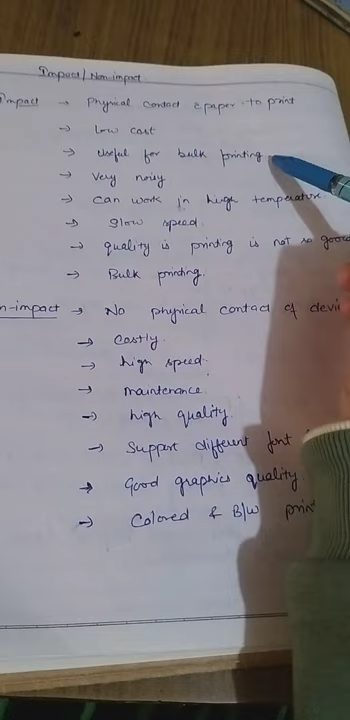 Impact/Non-impact
Impact → Physical contact c̄ paper to print
→ Low cost
→ Useful for bulk printing
→ Very noisy
→ Can work in high temperature
→ Slow speed.
→ quality is printing is not so good
→ Bulk printing.
n-impact → No physical contact of devi
→ Costly.
→ high speed.
→ maintenance.
→ high quality.
→ Support different font
→ Good graphics quality.
→ Colored & B/W print